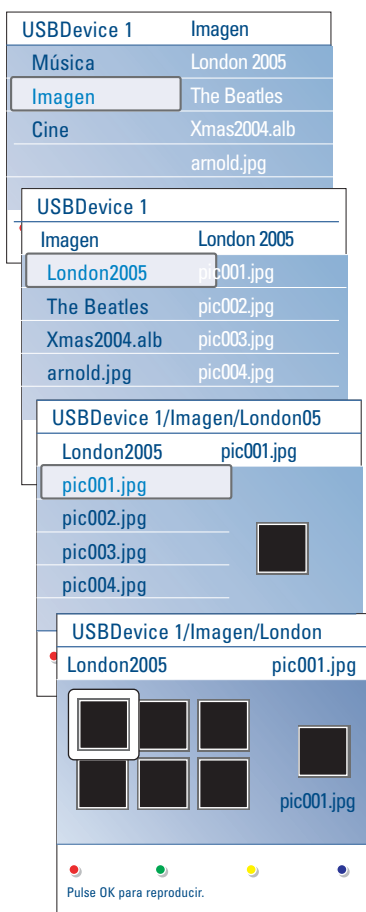 USBDevice 1 Imagen
Música London 2005
Imagen The Beatles
Cine Xmas2004.alb
arnold.jpg
USBDevice 1
Imagen London 2005
London2005 pic001.jpg
The Beatles pic002.jpg
Xmas2004.alb pic003.jpg
arnold.jpg pic004.jpg
USBDevice 1/Imagen/London05
London2005 pic001.jpg
pic001.jpg
pic002.jpg
pic003.jpg
pic004.jpg
USBDevice 1/Imagen/London
London2005 pic001.jpg
pic001.jpg
Pulse OK para reproducir.